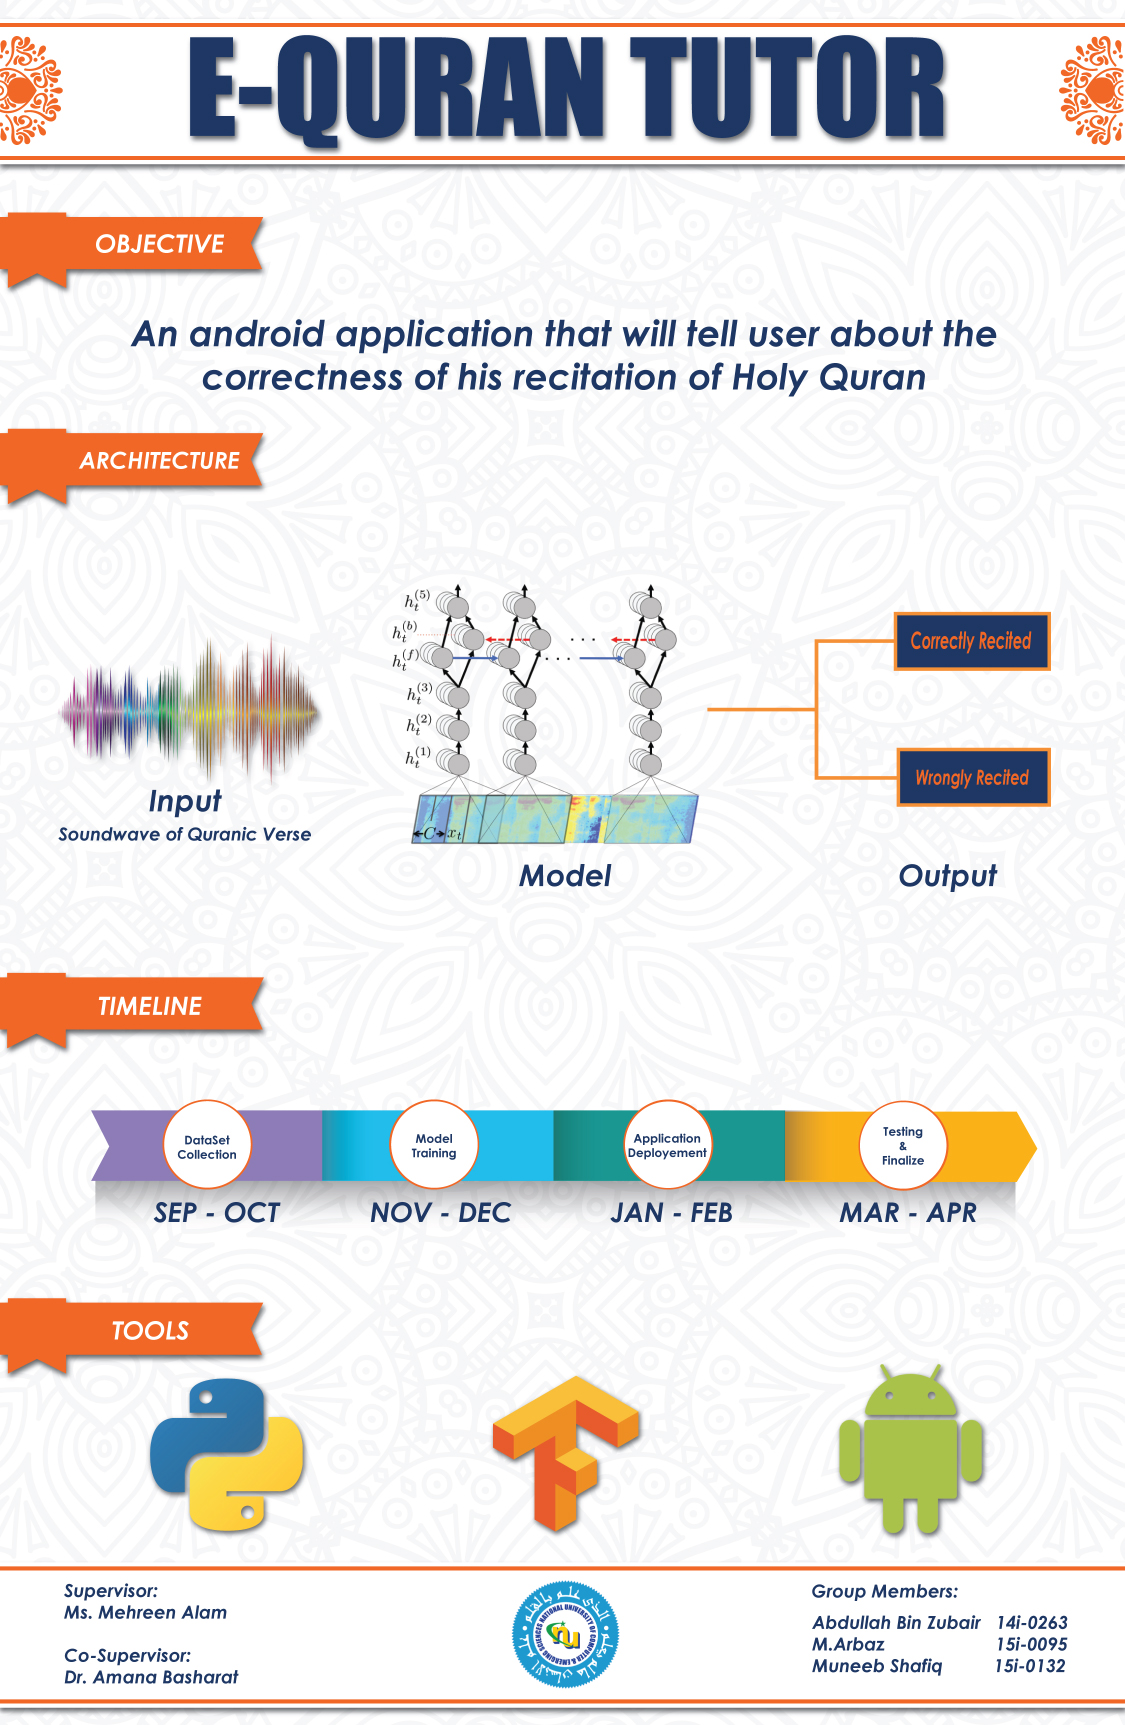 E-QURAN TUTOR
OBJECTIVE
An android application that will tell user about the
correctness of his recitation of Holy Quran
ARCHITECTURE
h_t^(5)
h_t^(b)
h_t^(f)
h_t^(3)
h_t^(2)
h_t^(1)
C x_t
Correctly Recited
Wrongly Recited
Input
Soundwave of Quranic Verse
Model
Output
TIMELINE
DataSet
Collection
Model
Training
Application
Deployement
Testing
&
Finalize
SEP - OCT
NOV - DEC
JAN - FEB
MAR - APR
TOOLS
Supervisor:
Ms. Mehreen Alam
Co-Supervisor:
Dr. Amana Basharat
NATIONAL UNIVERSITY OF COMPUTER & EMERGING SCIENCES
nu
Group Members:
Abdullah Bin Zubair 14i-0263
M.Arbaz 15i-0095
Muneeb Shafiq 15i-0132